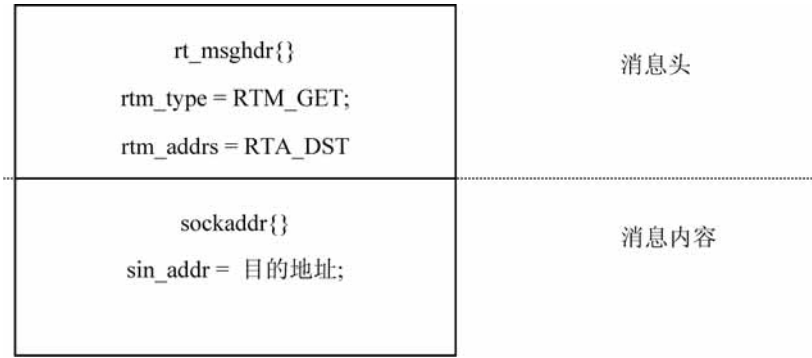 rt_msghdr{}
消息头
rtm_type = RTM_GET;
rtm_addrs = RTA_DST
sockaddr{}
消息内容
sin_addr = 目的地址;